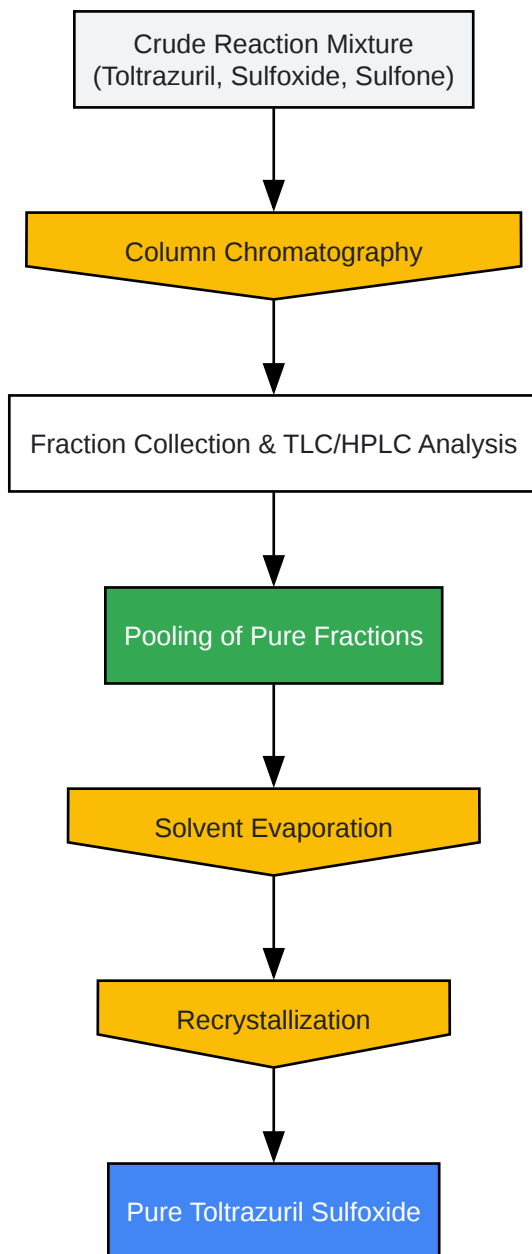 Crude Reaction Mixture
(Toltrazuril, Sulfoxide, Sulfone)
Column Chromatography
Fraction Collection & TLC/HPLC Analysis
Pooling of Pure Fractions
Solvent Evaporation
Recrystallization
Pure Toltrazuril Sulfoxide